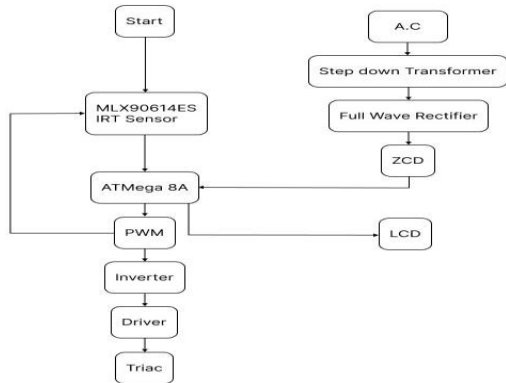 Start
A.C
Step down Transformer
MLX90614ES
IRT Sensor
Full Wave Rectifier
ZCD
ATMega 8A
PWM
LCD
Inverter
Driver
Triac